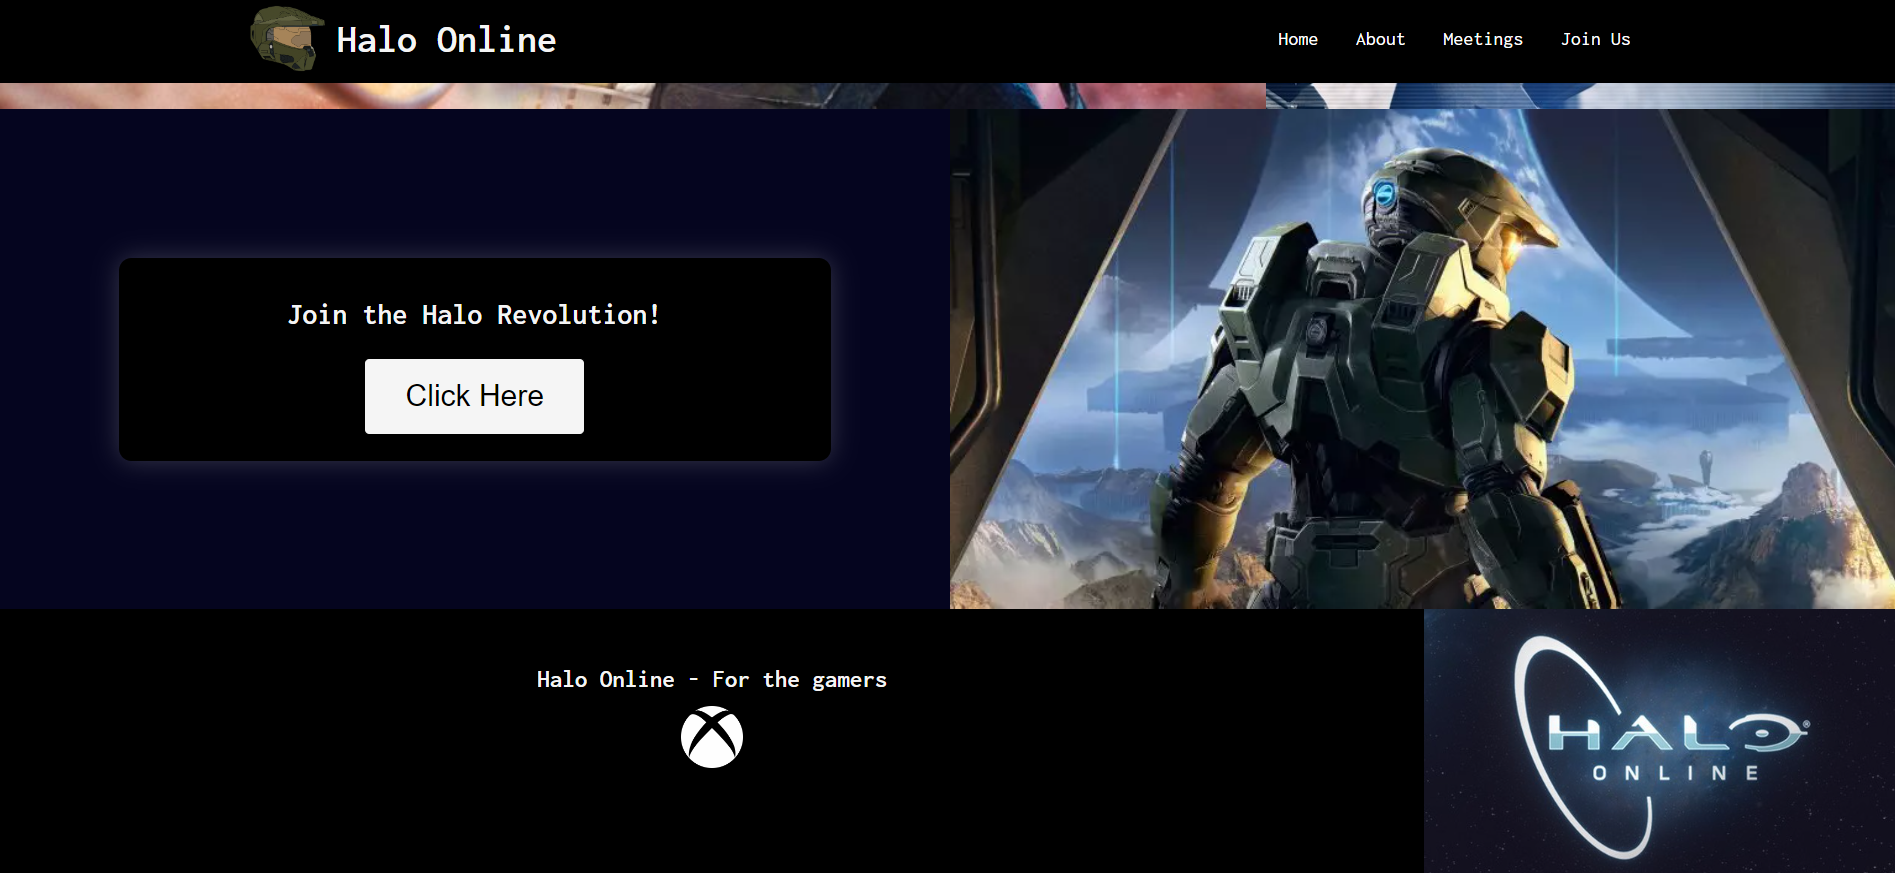 Halo Online
Home About Meetings Join Us
Join the Halo Revolution!
Click Here
Halo Online - For the gamers
HALO®
ONLINE